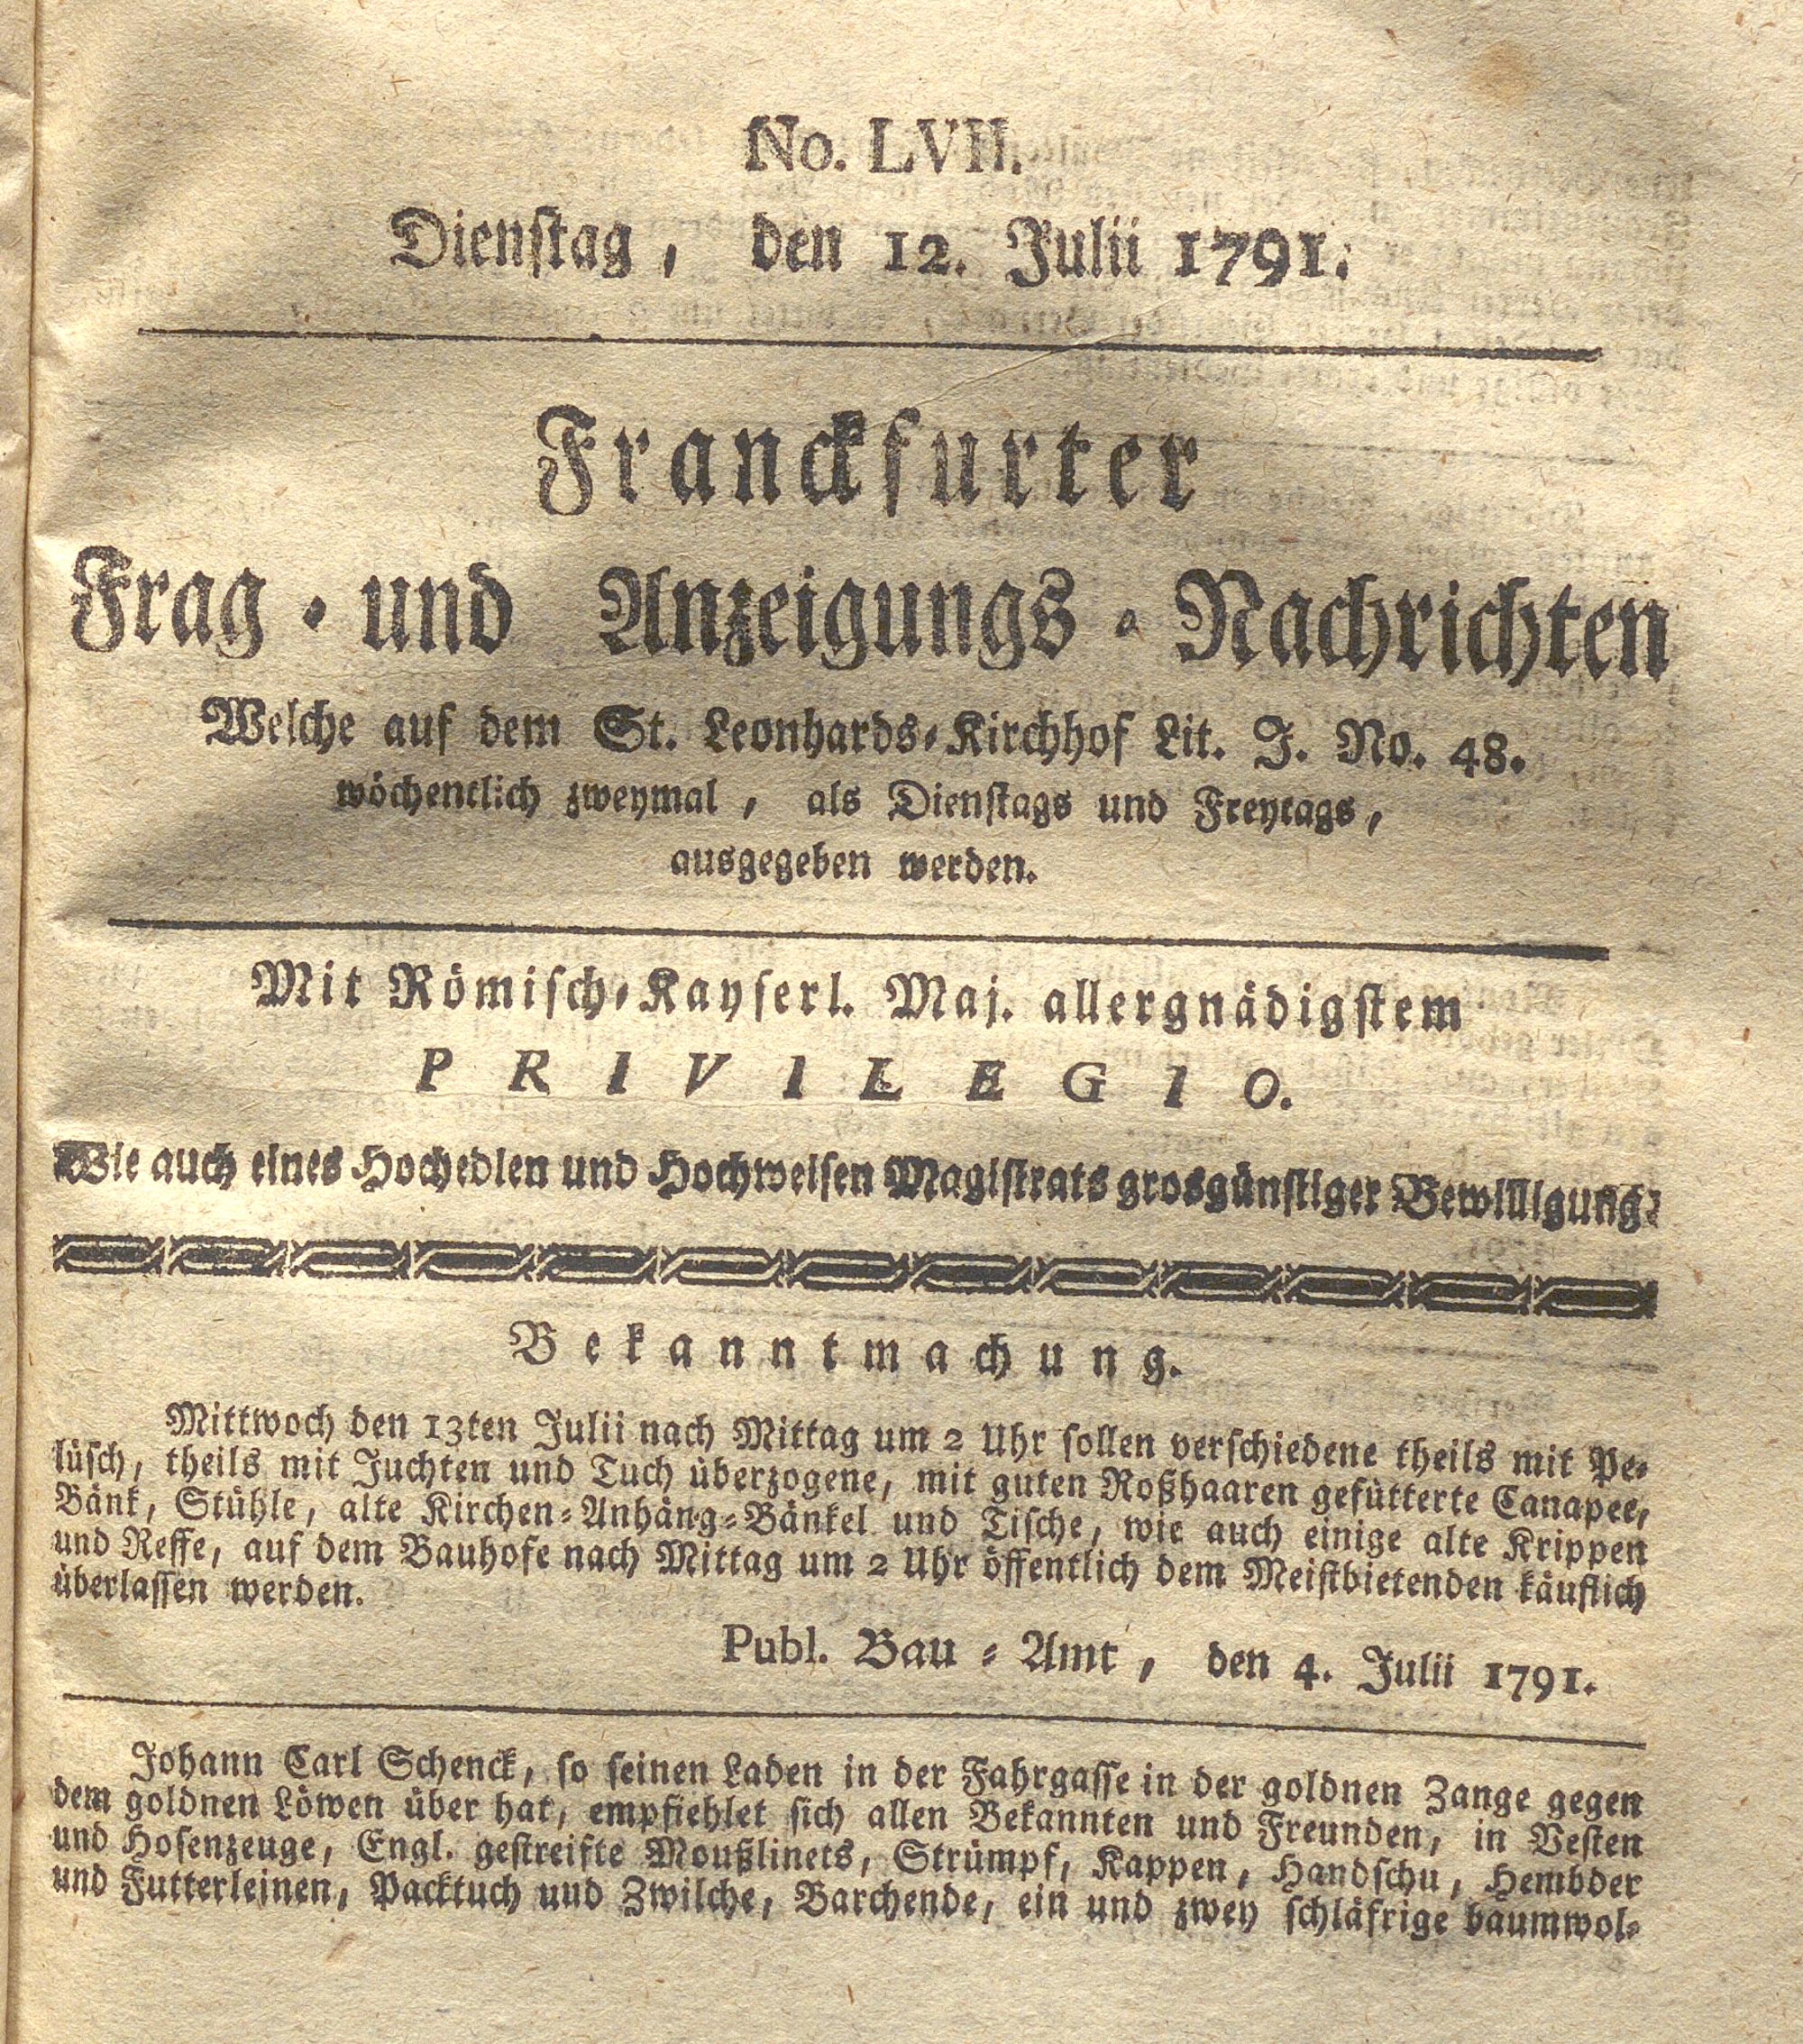 No. LVII.
Dienstag, den 12. Julii 1791.
Franckfurter
Frag- und Anzeigungs-Nachrichten
Welche auf dem St. Leonhards-Kirchhof Lit. J. No. 48.
wöchentlich zweymal, als Dienstags und Freytags,
ausgegeben werden.
Mit Römisch-Kayserl. Maj. allergnädigstem
PRIVILEGIO.
Wie auch eines Hochedlen und Hochweisen Magistrats grosgünstiger Bewilligung.
Bekanntmachung.
Mittwoch den 13ten Julii nach Mittag um 2 Uhr sollen verschiedene theils mit Pe-
lüsch, theils mit Juchten und Tuch überzogene, mit guten Roßhaaren gefütterte Canapee,
Bänk, Stühle, alte Kirchen-Anhäng-Bänkel und Tische, wie auch einige alte Krippen
und Reffe, auf dem Bauhofe nach Mittag um 2 Uhr öffentlich dem Meistbietenden käuflich
überlassen werden.
Publ. Bau-Amt, den 4. Julii 1791.
Johann Carl Schenck, so seinen Laden in der Fahrgasse in der goldnen Zange gegen
dem goldnen Löwen über hat, empfiehlet sich allen Bekannten und Freunden, in Vesten
und Hosenzeuge, Engl. gestreifte Moußlinets, Strümpf, Kappen, Handschu, Hembder
und Futterleinen, Packtuch und Zwilche, Barchende, ein und zwey schläfrige baumwol-